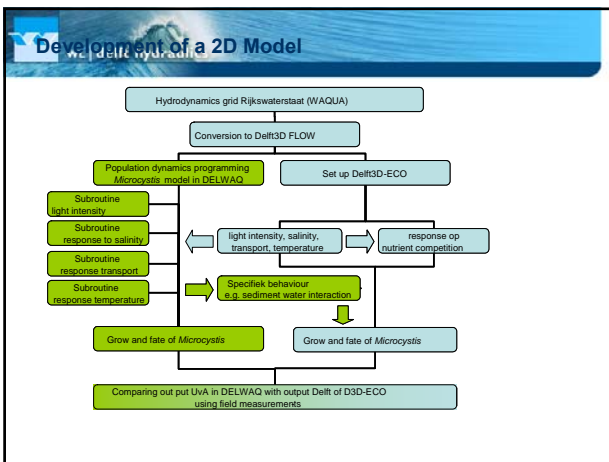 Development of a 2D Model
WL | delft hydraulics
Hydrodynamics grid Rijkswaterstaat (WAQUA)
Conversion to Delft3D FLOW
Population dynamics programming
Microcystis model in DELWAQ
Set up Delft3D-ECO
Subroutine
light intensity
Subroutine
response to salinity
Subroutine
response transport
Subroutine
response temperature
light intensity, salinity,
transport, temperature
response op
nutrient competition
Specifiek behaviour
e.g. sediment water interaction
Grow and fate of Microcystis
Grow and fate of Microcystis
Comparing out put UvA in DELWAQ with output Delft of D3D-ECO
using field measurements